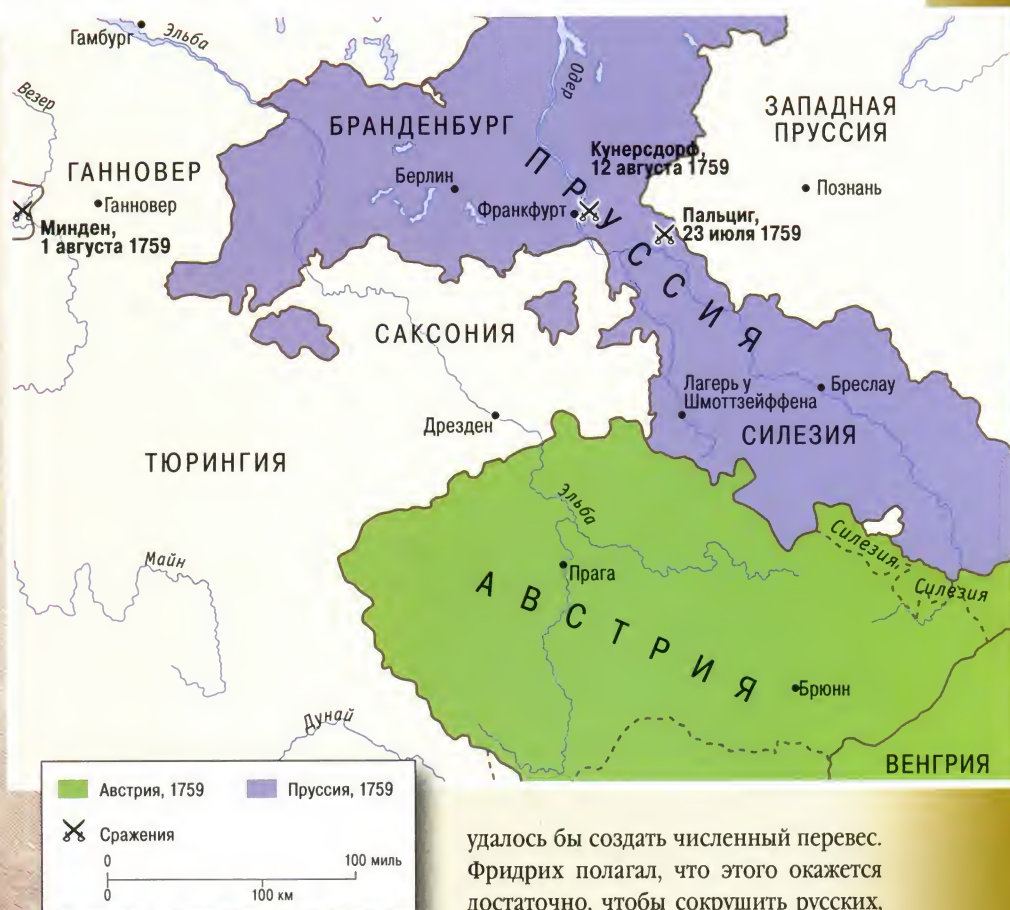 Гамбург
Эльба
Везер
Одер
БРАНДЕНБУРГ
ЗАПАДНАЯ
ПРУССИЯ
ГАННОВЕР
Ганновер
Берлин
Кунерсдорф,
12 августа 1759
Познань
Франкфурт
Минден,
1 августа 1759
Пальциг,
23 июля 1759
ПРУССИЯ
САКСОНИЯ
Лагерь у
Шмоттзейффена
Бреслау
Дрезден
СИЛЕЗИЯ
ТЮРИНГИЯ
Эльба
Силезия,
Силезия
Майн
Прага
АВСТРИЯ
Брюнн
Дунай
ВЕНГРИЯ
Австрия, 1759
Пруссия, 1759
Сражения
0
100 миль
0
100 км
удалось бы создать численный перевес.
Фридрих полагал, что этого окажется
достаточно, чтобы сокрушить русских,